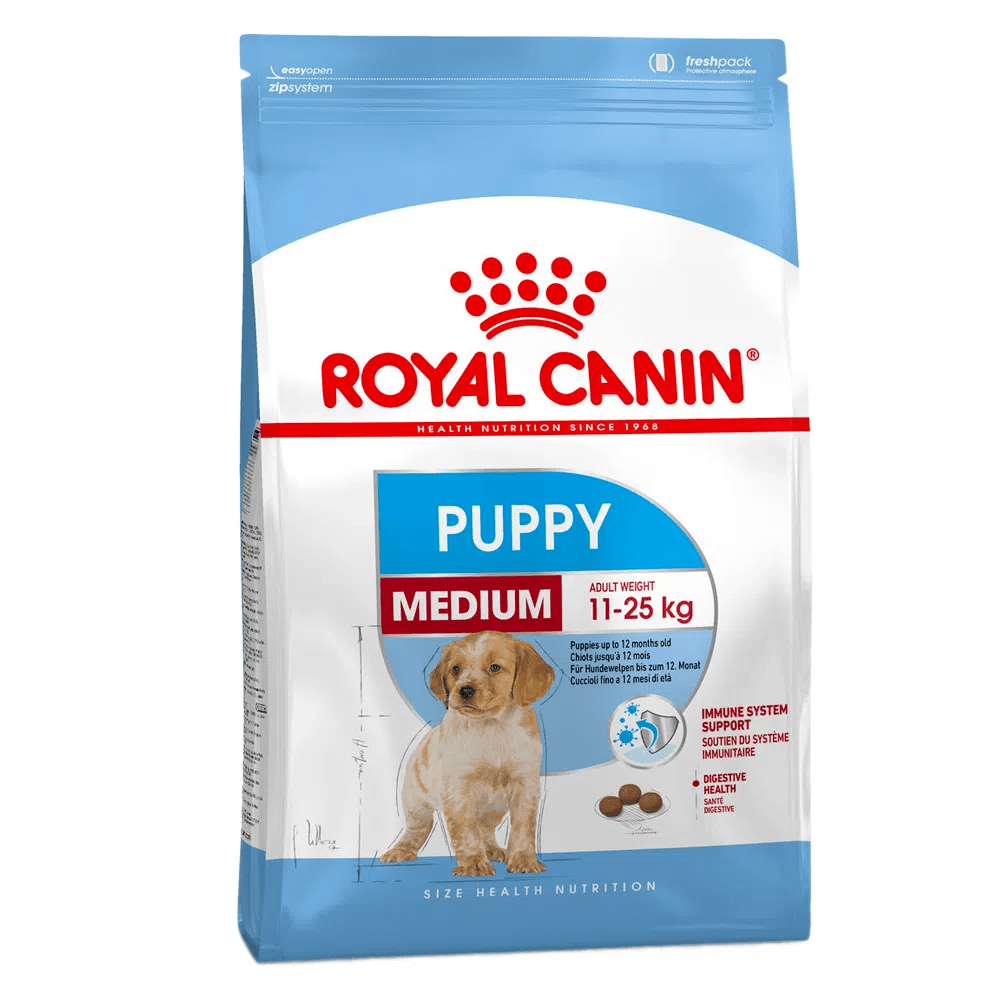 easyopen
zipsystem
freshpack
Protective atmosphere
ROYAL CANIN®
HEALTH NUTRITION SINCE 1968
PUPPY
MEDIUM
ADULT WEIGHT
11-25 kg
Puppies up to 12 months old
Chiots jusqu'à 12 mois
Für Hundewelpen bis zum 12. Monat
Cuccioli fino a 12 mesi di età
IMMUNE SYSTEM
SUPPORT
SOUTIEN DU SYSTÈME
IMMUNITAIRE
DIGESTIVE
HEALTH
SANTÉ
DIGESTIVE
SIZE HEALTH NUTRITION